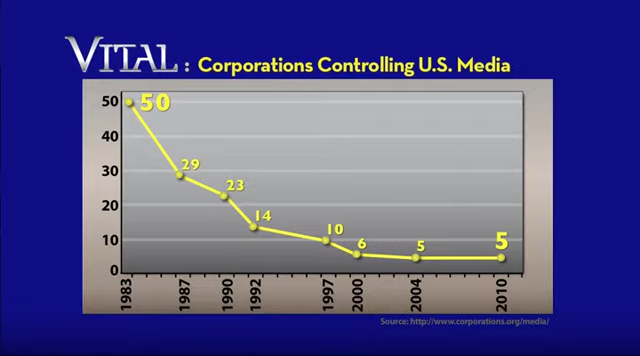 VITAL: Corporations Controlling U.S. Media
50 50
40
30 29
23
20
14
10 10
6 5 5
0
1983 1987 1990 1992 1997 2000 2004 2010
Source: http://www.corporations.org/media/